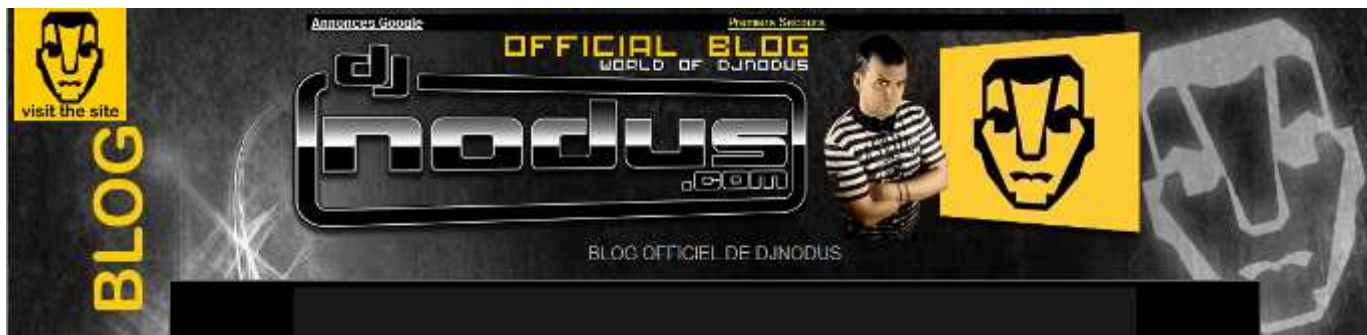 Annonces Google
Premiers Secours
OFFICIAL BLOG
WORLD OF DJNODUS
visit the site
BLOG
dj
nodus
.com
BLOG OFFICIEL DE DJNODUS